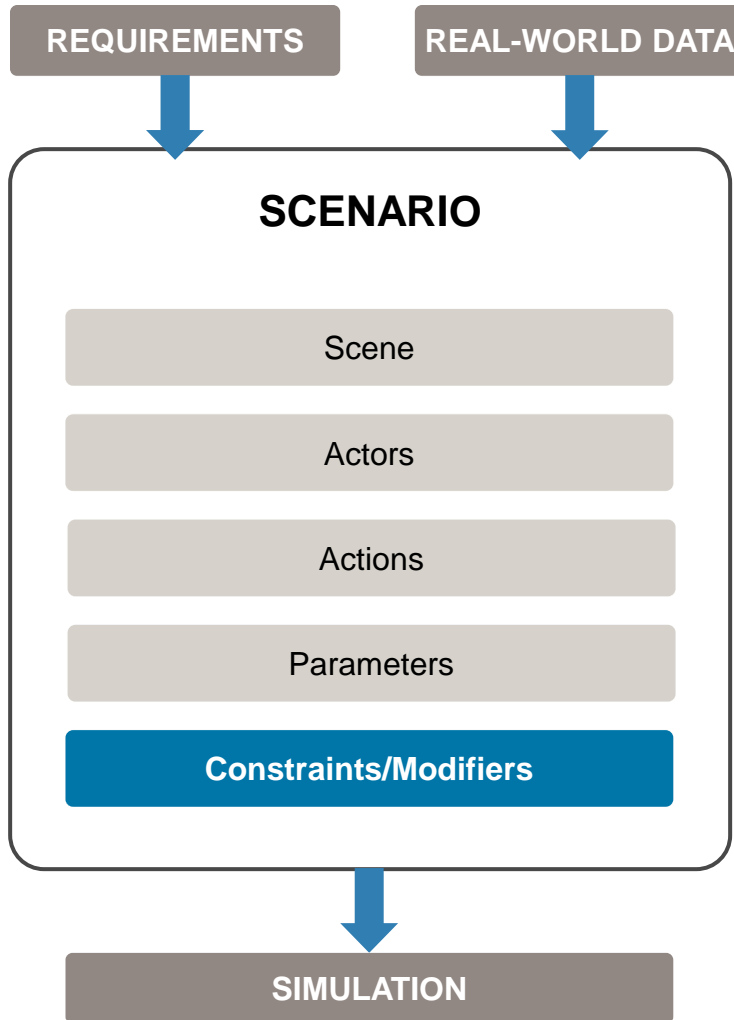 REQUIREMENTS
REAL-WORLD DATA
SCENARIO
Scene
Actors
Actions
Parameters
Constraints/Modifiers
SIMULATION